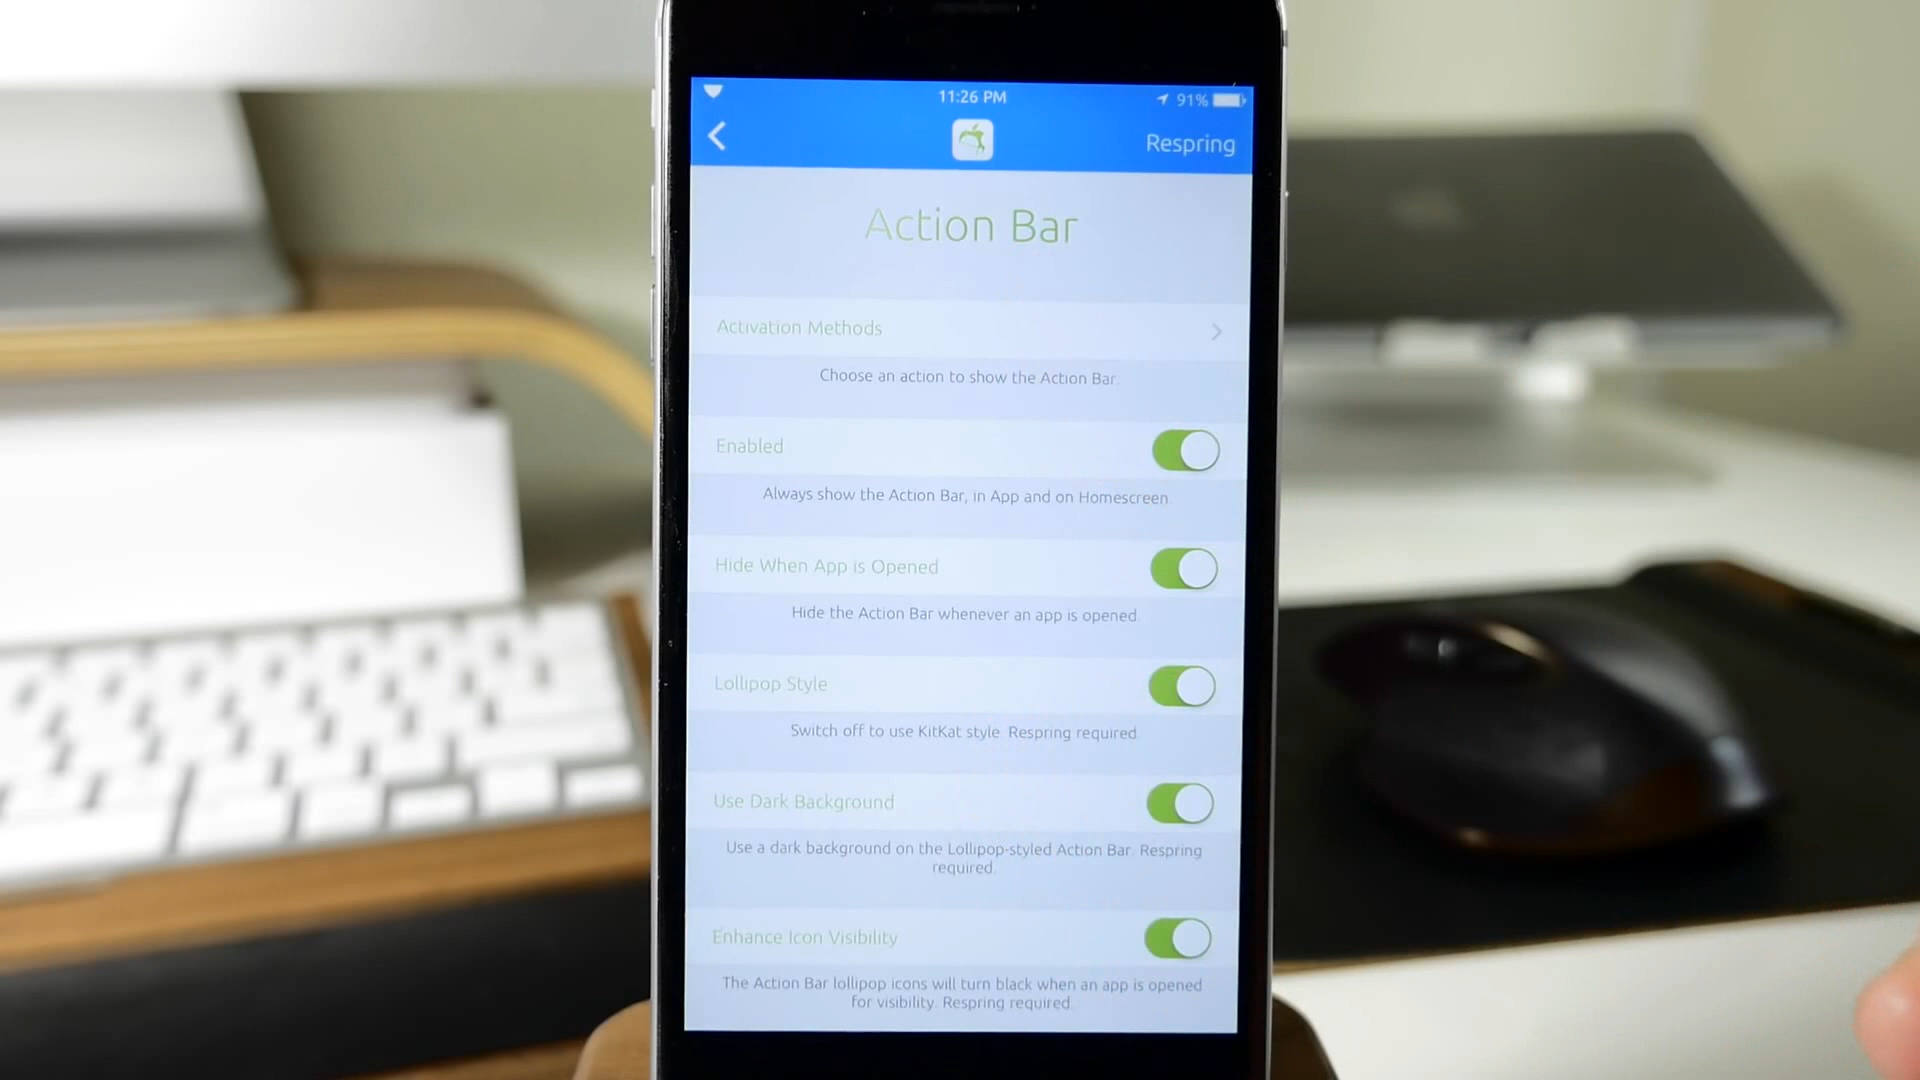 11:26 PM
91%
Respring
Action Bar
Activation Methods
Choose an action to show the Action Bar.
Enabled
Always show the Action Bar, in App and on Homescreen.
Hide When App is Opened
Hide the Action Bar whenever an app is opened.
Lollipop Style
Switch off to use KitKat style. Respring required.
Use Dark Background
Use a dark background on the Lollipop-styled Action Bar. Respring
required.
Enhance Icon Visibility
The Action Bar lollipop icons will turn black when an app is opened
for visibility. Respring required.